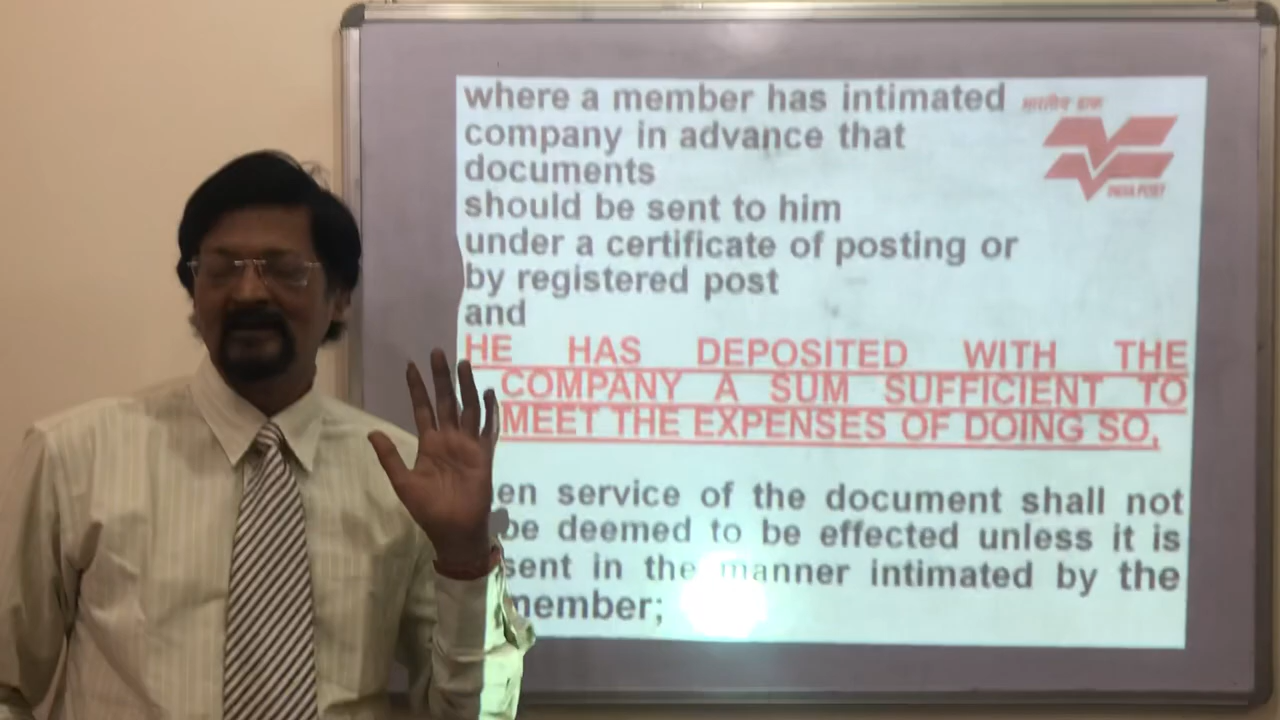 where a member has intimated
भारतीय डाक
company in advance that
documents
INDIA POST
should be sent to him
under a certificate of posting or
by registered post
and
HE HAS DEPOSITED WITH THE
COMPANY A SUM SUFFICIENT TO
MEET THE EXPENSES OF DOING SO,
en service of the document shall not
be deemed to be effected unless it is
sent in the manner intimated by the
member;